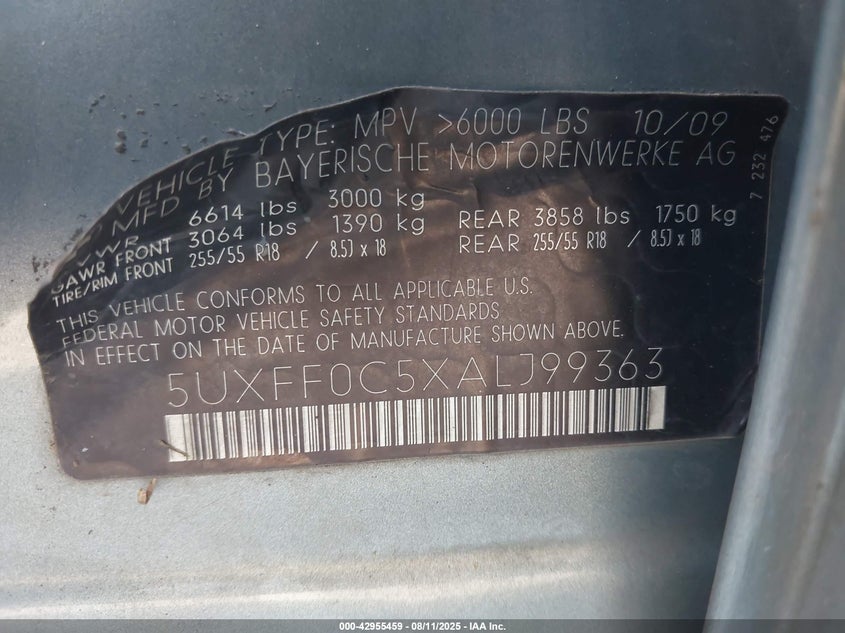 VEHICLE TYPE: MPV >6000 LBS 10/09
MFD BY BAYERISCHE MOTORENWERKE AG
6614 lbs 3000 kg
GAWR FRONT 3064 lbs 1390 kg REAR 3858 lbs 1750 kg
TIRE/RIM FRONT 255/55 R18 / 8.5J x 18 REAR 255/55 R18 / 8.5J x 18
THIS VEHICLE CONFORMS TO ALL APPLICABLE U.S.
FEDERAL MOTOR VEHICLE SAFETY STANDARDS
IN EFFECT ON THE DATE OF MANUFACTURE SHOWN ABOVE.
5UXFF0C5XALJ99363
7 232 476
000-42955459 - 08/11/2025 - IAA Inc.